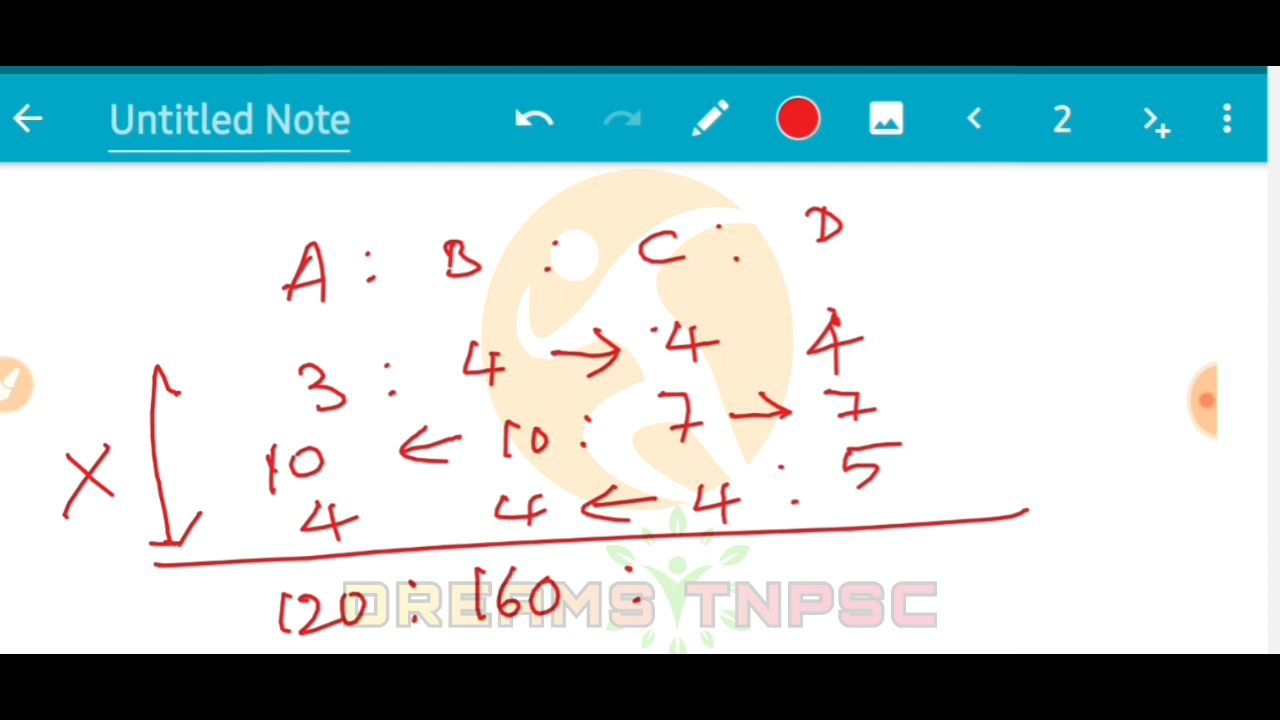 Untitled Note
2
A : B : C : D
3 : 4 → 4 4
10 ← 10 : 7 → 7
X
4 4 ← 4 : 5
120 : 160 :
DREAMS TNPSC